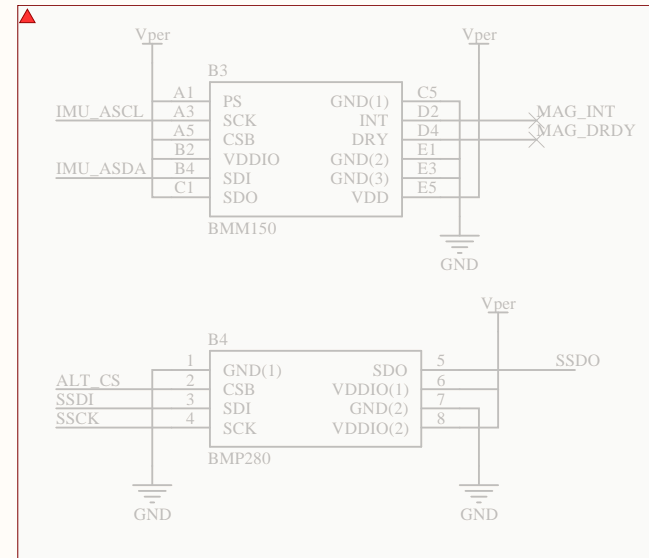 Vper Vper
B3
A1 PS GND(1) C5
IMU_ASCL A3 SCK INT D2 MAG_INT
A5 CSB DRY D4 MAG_DRDY
B2 VDDIO GND(2) E1
IMU_ASDA B4 SDI GND(3) E3
C1 SDO VDD E5
BMM150
GND
Vper
B4
1 GND(1) SDO 5 SSDO
ALT_CS 2 CSB VDDIO(1) 6
SSDI 3 SDI GND(2) 7
SSCK 4 SCK VDDIO(2) 8
BMP280
GND GND